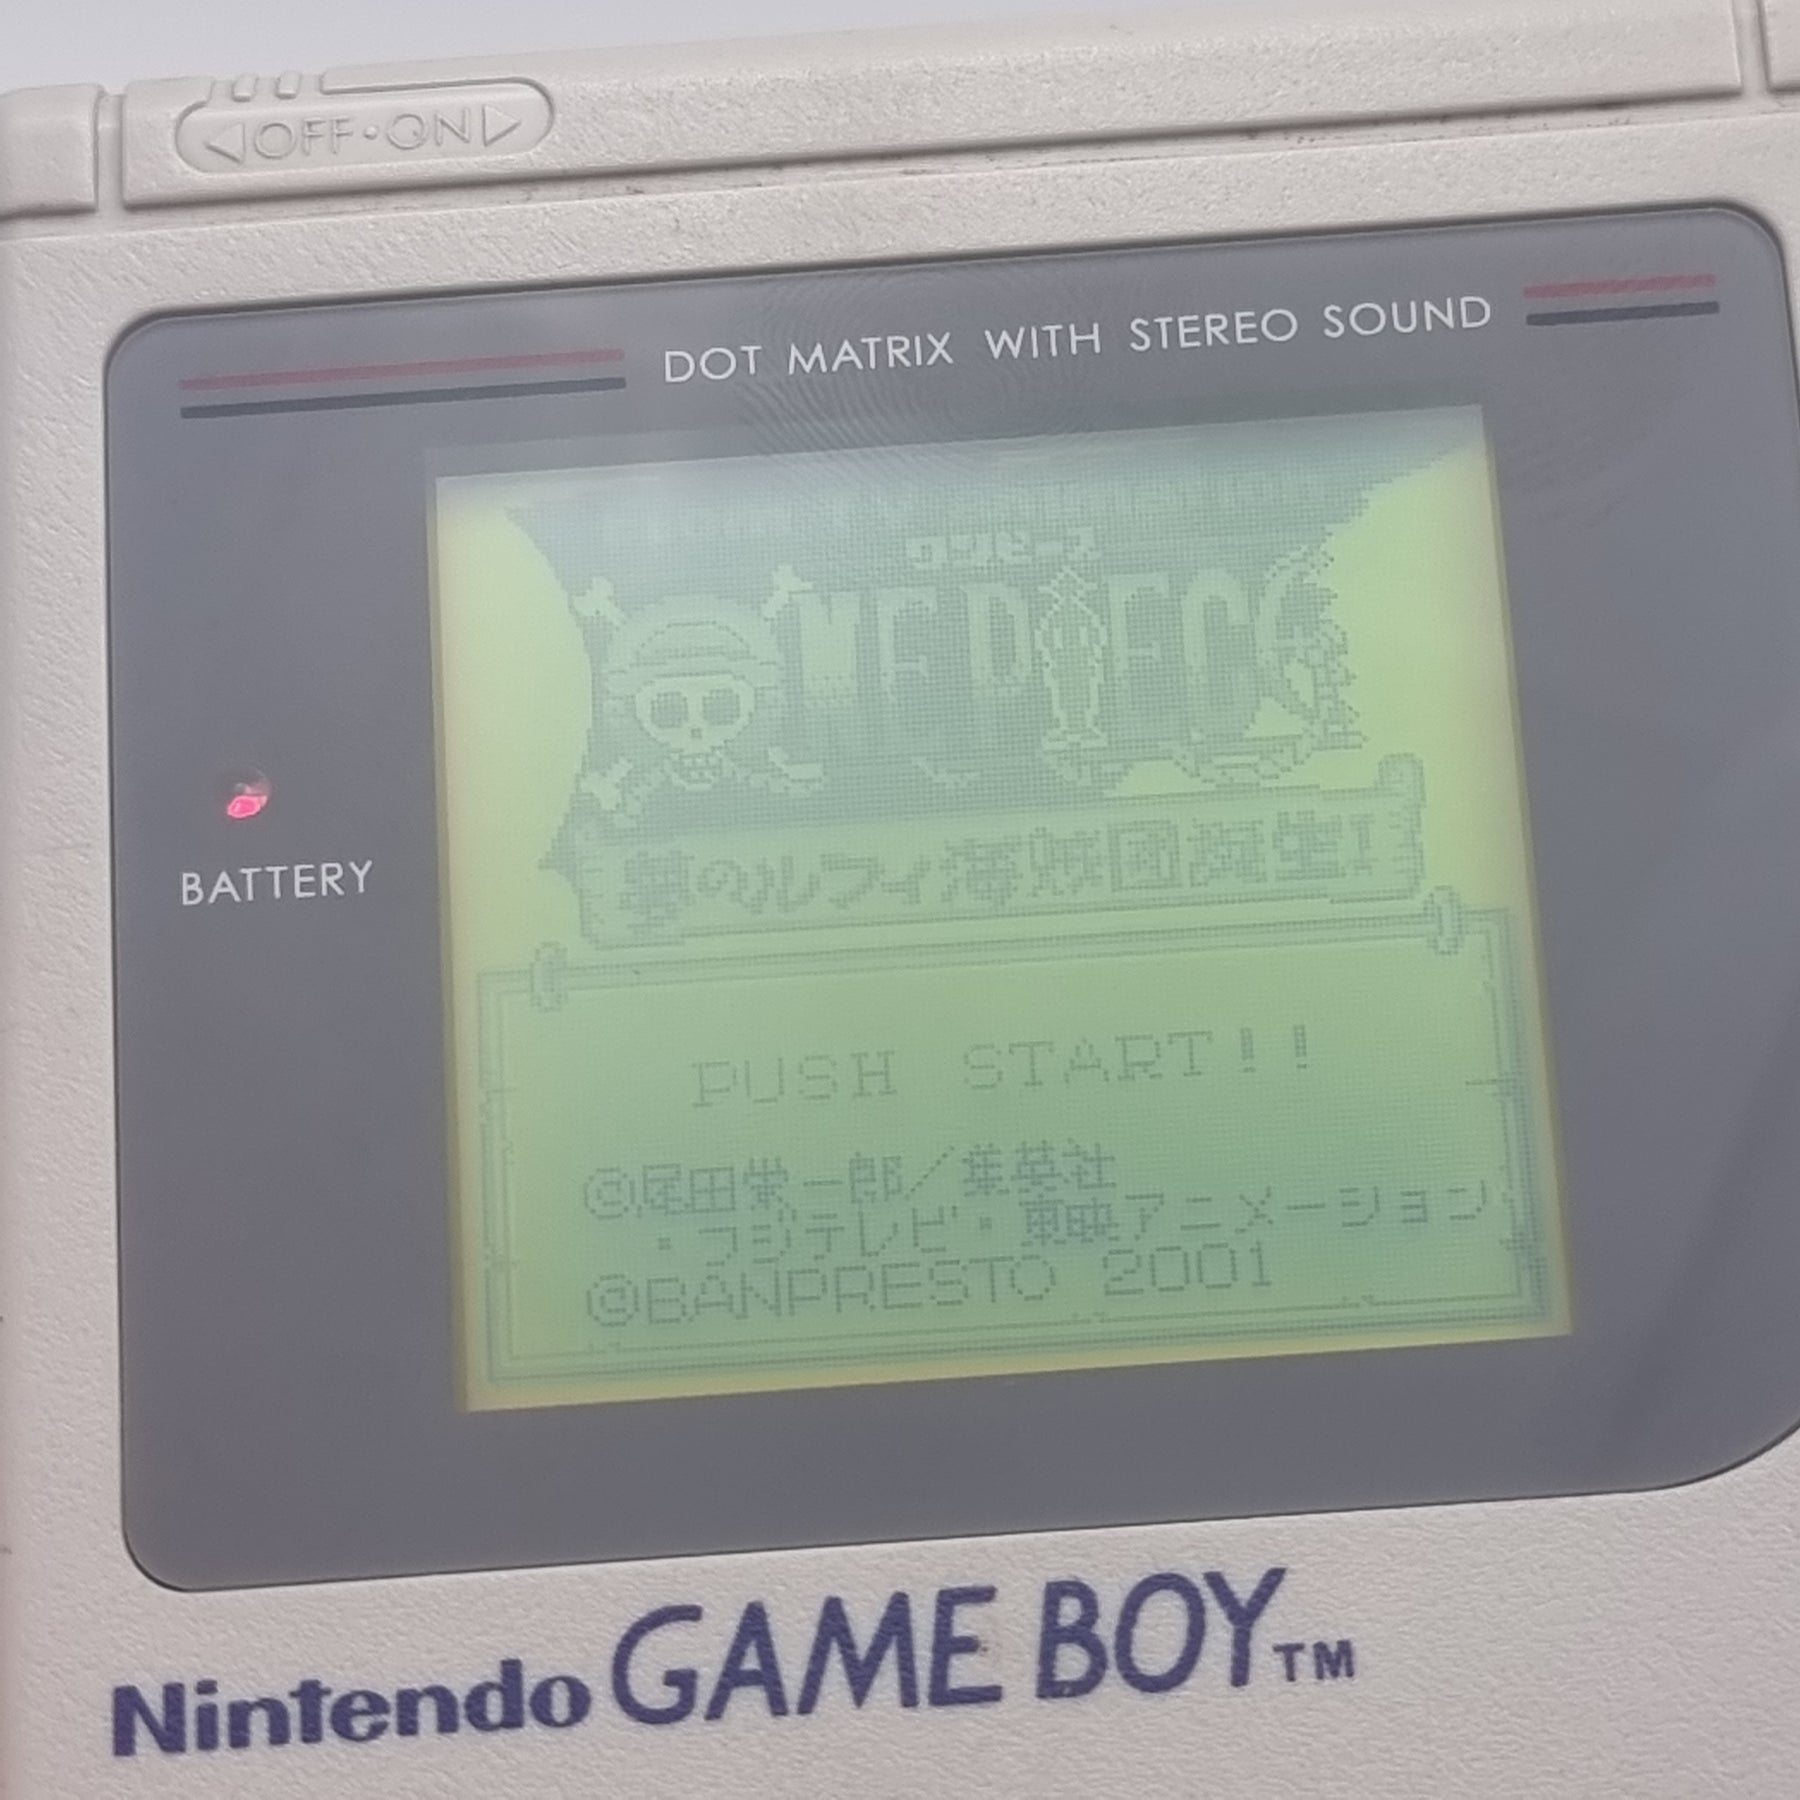 OFF•ON
DOT MATRIX WITH STEREO SOUND
ワンピース
ONE PIECE
夢のルフィ海賊団誕生!
BATTERY
PUSH START!!
©尾田栄一郎/集英社
・フジテレビ・東映アニメーション
©BANPRESTO 2001
Nintendo GAME BOY TM